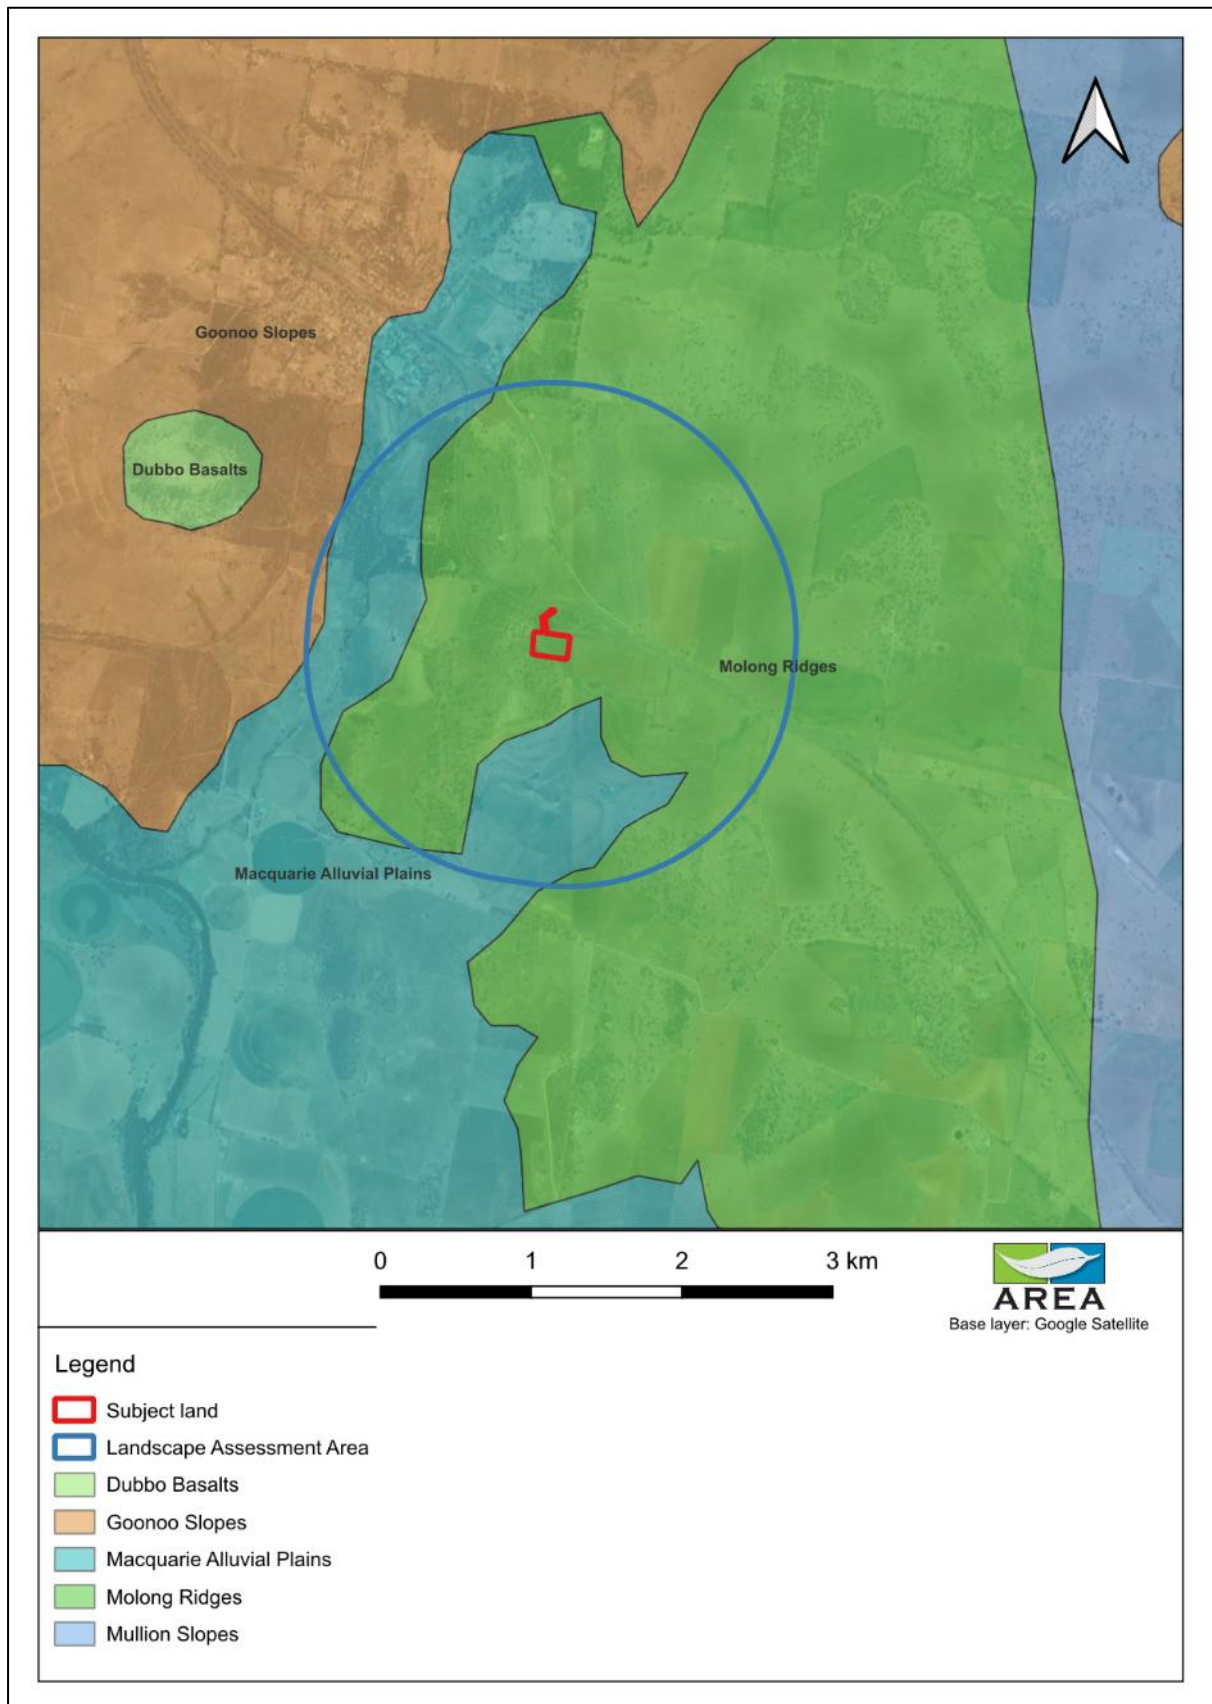 Goonoo Slopes
Dubbo Basalts
Molong Ridges
Macquarie Alluvial Plains
0 1 2 3 km
AREA
Base layer: Google Satellite
Legend
Subject land
Landscape Assessment Area
Dubbo Basalts
Goonoo Slopes
Macquarie Alluvial Plains
Molong Ridges
Mullion Slopes